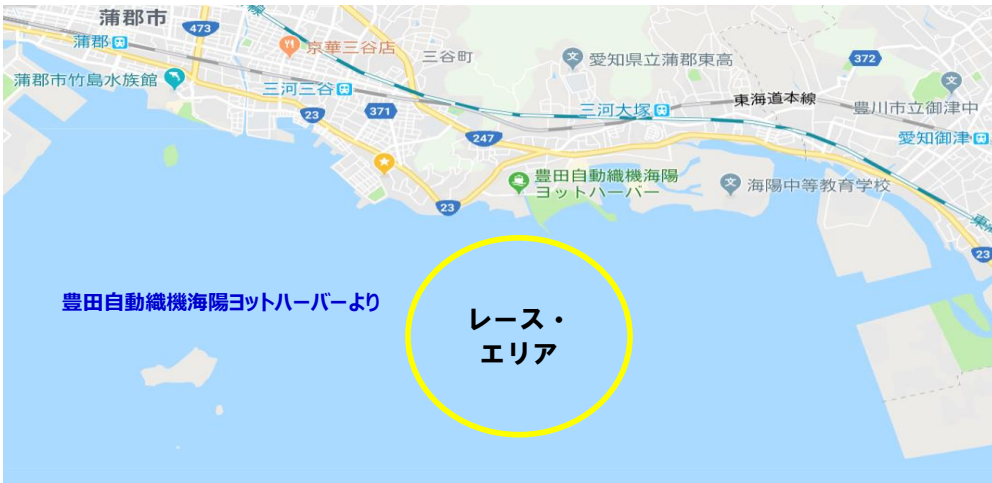 蒲郡市
473
蒲郡
京華三谷店
三谷町
愛知県立蒲郡東高
372
蒲郡市竹島水族館
三河三谷
23
371
三河大塚
東海道本線
豊川市立御津中
愛知御津
247
豊田自動織機海陽
ヨットハーバー
海陽中等教育学校
23
23
豊田自動織機海陽ヨットハーバーより
レース・
エリア